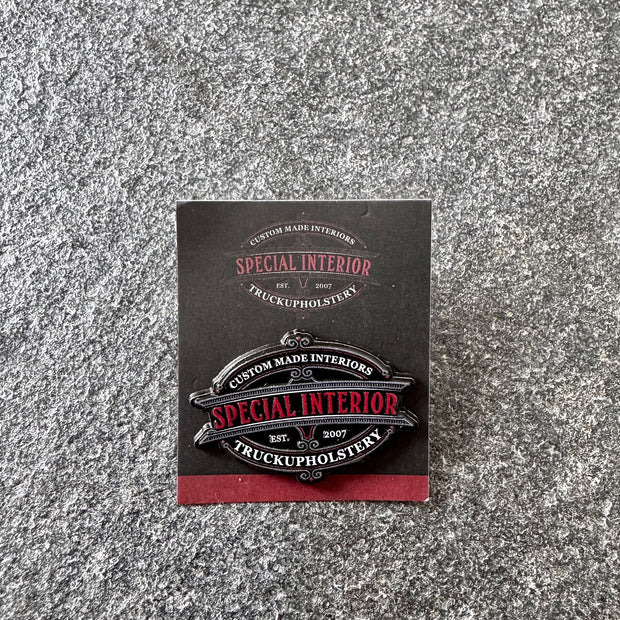 CUSTOM MADE INTERIORS
SPECIAL INTERIOR
EST. 2007
TRUCKUPHOLSTERY
CUSTOM MADE INTERIORS
SPECIAL INTERIOR
EST. 2007
TRUCKUPHOLSTERY